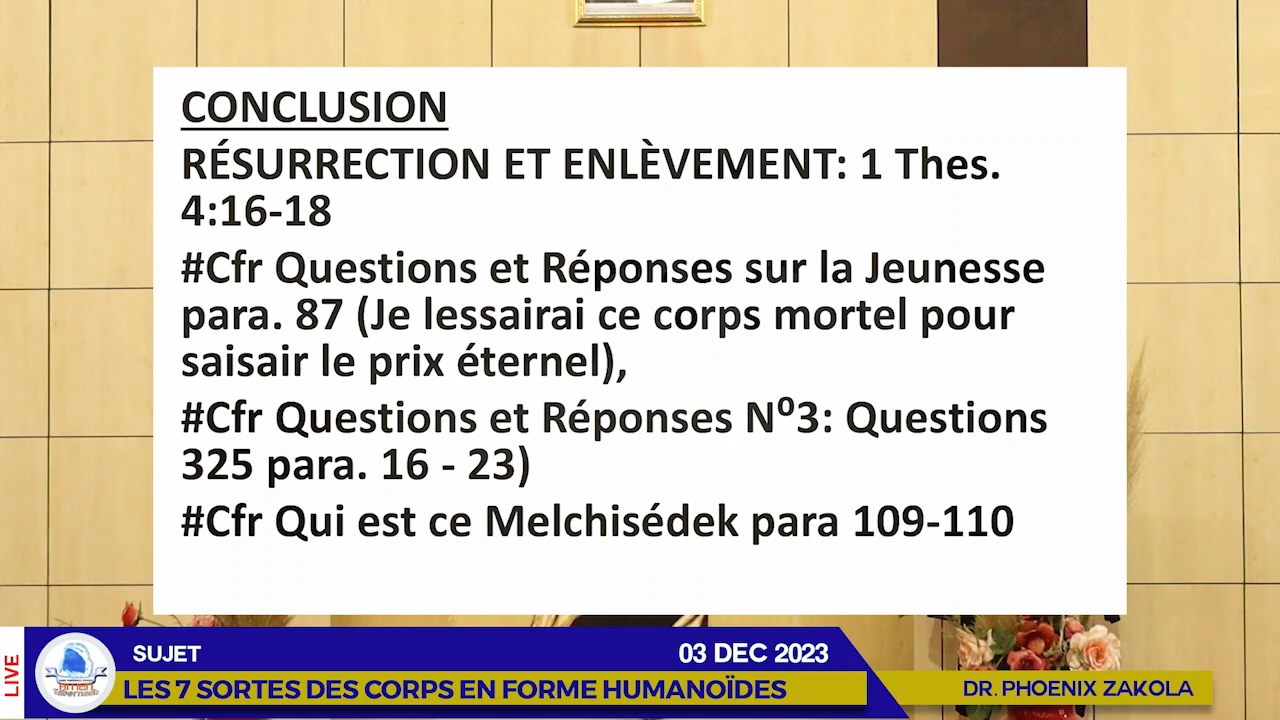 CONCLUSION
RÉSURRECTION ET ENLÈVEMENT: 1 Thes.
4:16-18
#Cfr Questions et Réponses sur la Jeunesse
para. 87 (Je lessairai ce corps mortel pour
saisair le prix éternel),
#Cfr Questions et Réponses Nº3: Questions
325 para. 16 - 23)
#Cfr Qui est ce Melchisédek para 109-110
LIVE
SUJET
03 DEC 2023
LES 7 SORTES DES CORPS EN FORME HUMANOÏDES
DR. PHOENIX ZAKOLA